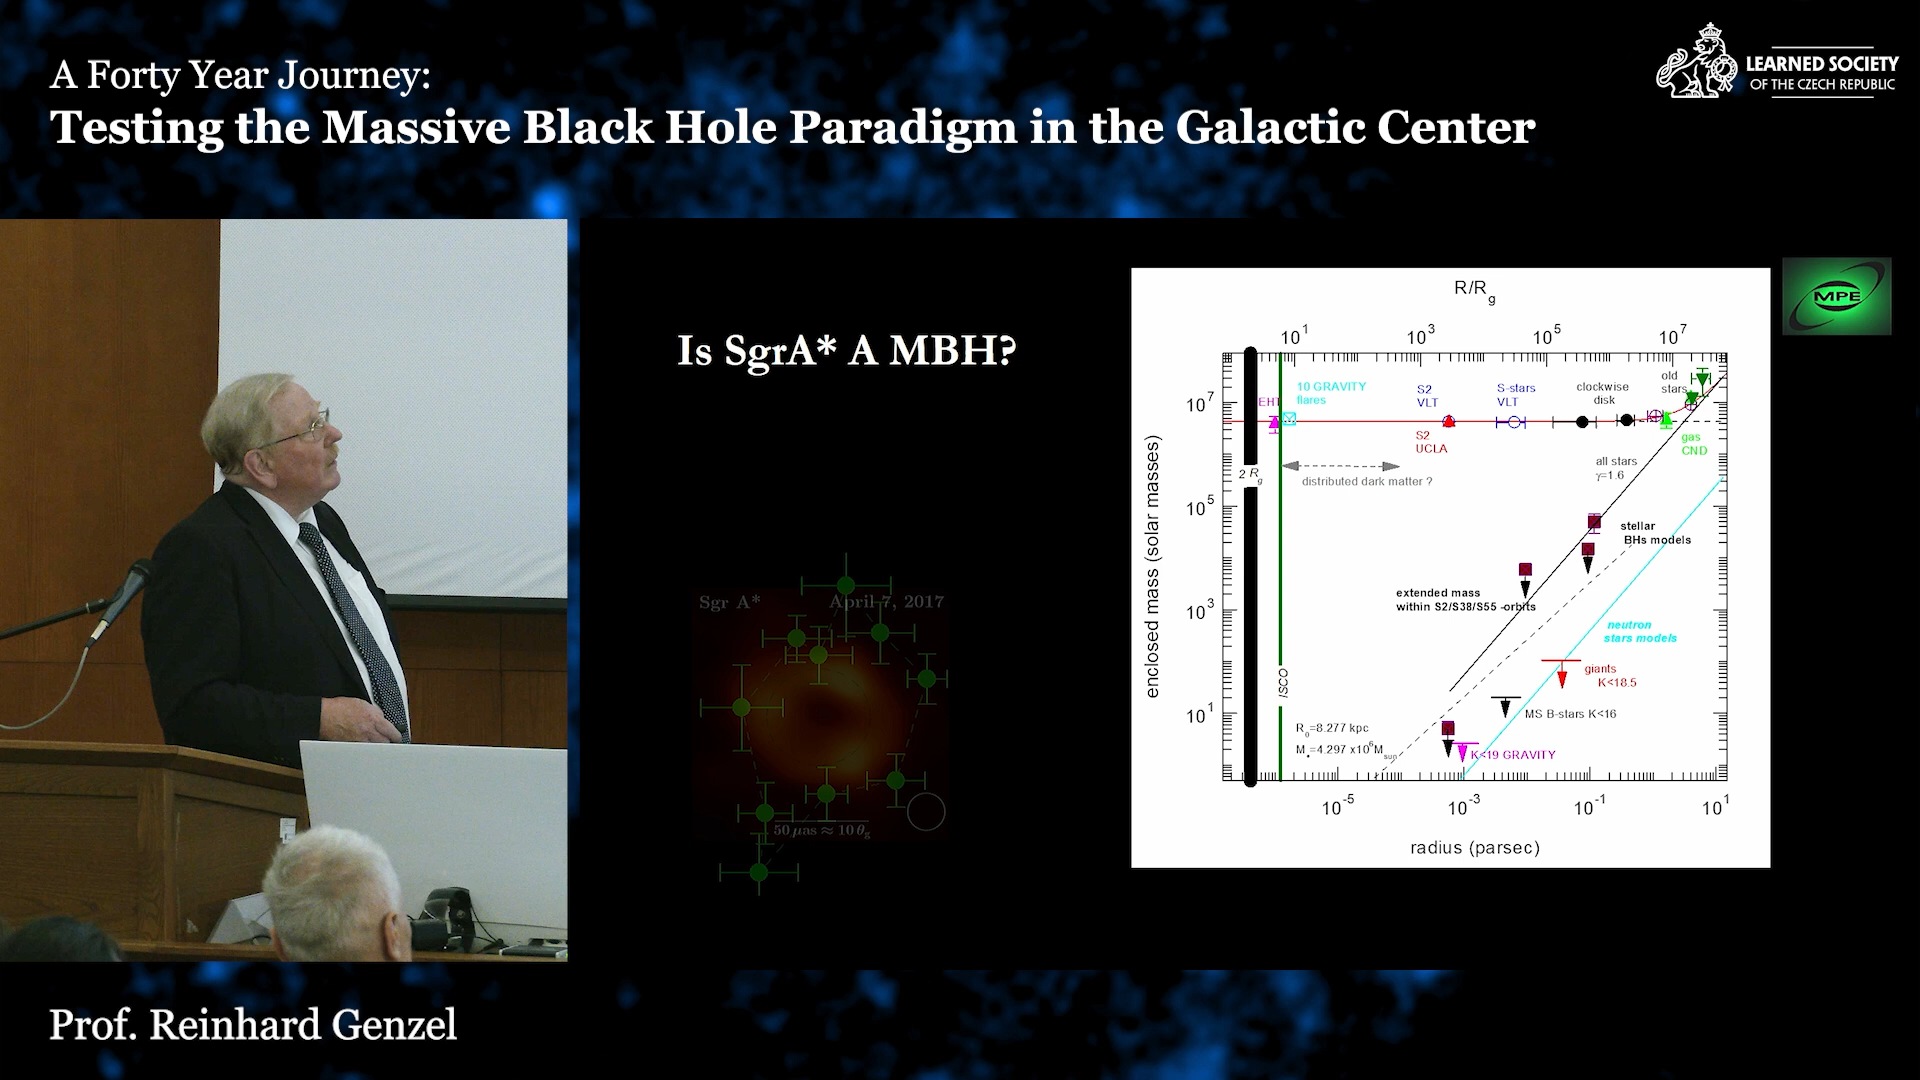 A Forty Year Journey:
Testing the Massive Black Hole Paradigm in the Galactic Center
LEARNED SOCIETY
OF THE CZECH REPUBLIC
Is SgrA* A MBH?
MPE
R/Rg
10^1 10^3 10^5 10^7
10 GRAVITY
flares
EHT
S2
VLT
S-stars
VLT
clockwise
disk
old
stars
S2
UCLA
gas
CND
2 Rg
distributed dark matter ?
all stars
γ=1.6
stellar
BHs models
extended mass
within S2/S38/S55 -orbits
neutron
stars models
giants
K<18.5
ISCO
MS B-stars K<16
R0=8.277 kpc
M•=4.297 x10^6 Msun
K<19 GRAVITY
10^7
10^5
10^3
10^1
enclosed mass (solar masses)
10^-5 10^-3 10^-1 10^1
radius (parsec)
Sgr A* April 7, 2017
50 μas ≈ 10 θg
Prof. Reinhard Genzel